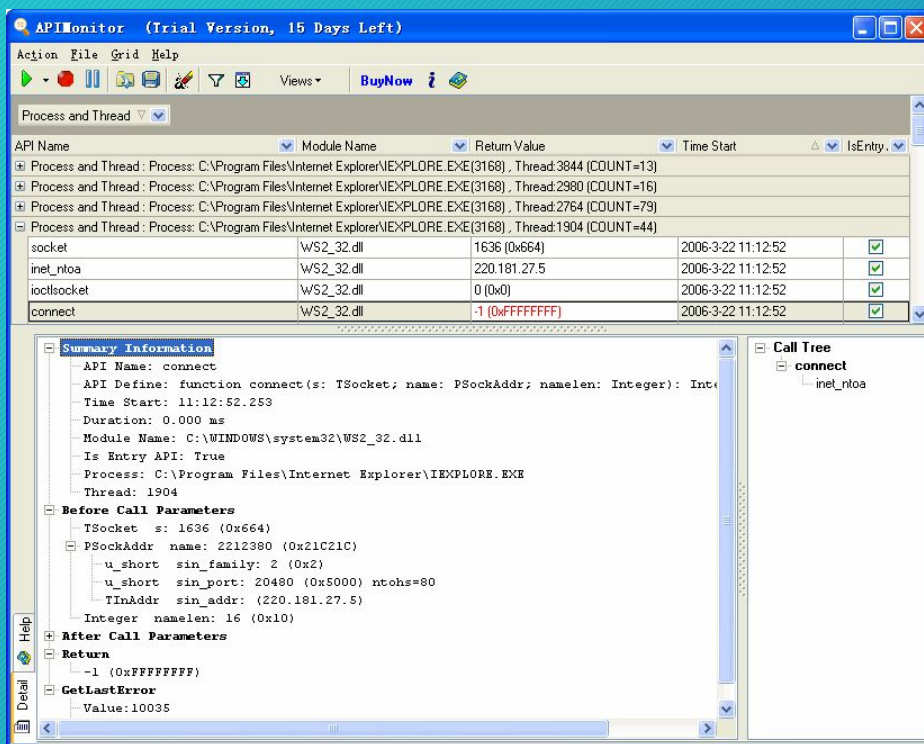 APIMonitor (Trial Version, 15 Days Left)
Action File Grid Help
Views BuyNow i
Process and Thread
API Name Module Name Return Value Time Start IsEntry.
Process and Thread : Process: C:\Program Files\Internet Explorer\IEXPLORE.EXE(3168) , Thread:3844 (COUNT=13)
Process and Thread : Process: C:\Program Files\Internet Explorer\IEXPLORE.EXE(3168) , Thread:2980 (COUNT=16)
Process and Thread : Process: C:\Program Files\Internet Explorer\IEXPLORE.EXE(3168) , Thread:2764 (COUNT=79)
Process and Thread : Process: C:\Program Files\Internet Explorer\IEXPLORE.EXE(3168) , Thread:1904 (COUNT=44)
socket WS2_32.dll 1636 (0x664) 2006-3-22 11:12:52
inet_ntoa WS2_32.dll 220.181.27.5 2006-3-22 11:12:52
ioctlsocket WS2_32.dll 0 (0x0) 2006-3-22 11:12:52
connect WS2_32.dll -1 (0xFFFFFFFF) 2006-3-22 11:12:52
Summary Information
API Name: connect
API Define: function connect(s: TSocket; name: PSockAddr; namelen: Integer): Inte
Time Start: 11:12:52.253
Duration: 0.000 ms
Module Name: C:\WINDOWS\system32\WS2_32.dll
Is Entry API: True
Process: C:\Program Files\Internet Explorer\IEXPLORE.EXE
Thread: 1904
Before Call Parameters
TSocket s: 1636 (0x664)
PSockAddr name: 2212380 (0x21C21C)
u_short sin_family: 2 (0x2)
u_short sin_port: 20480 (0x5000) ntohs=80
TInAddr sin_addr: (220.181.27.5)
Integer namelen: 16 (0x10)
After Call Parameters
Return
-1 (0xFFFFFFFF)
GetLastError
Value:10035
Call Tree
connect
inet_ntoa
Help
Detail